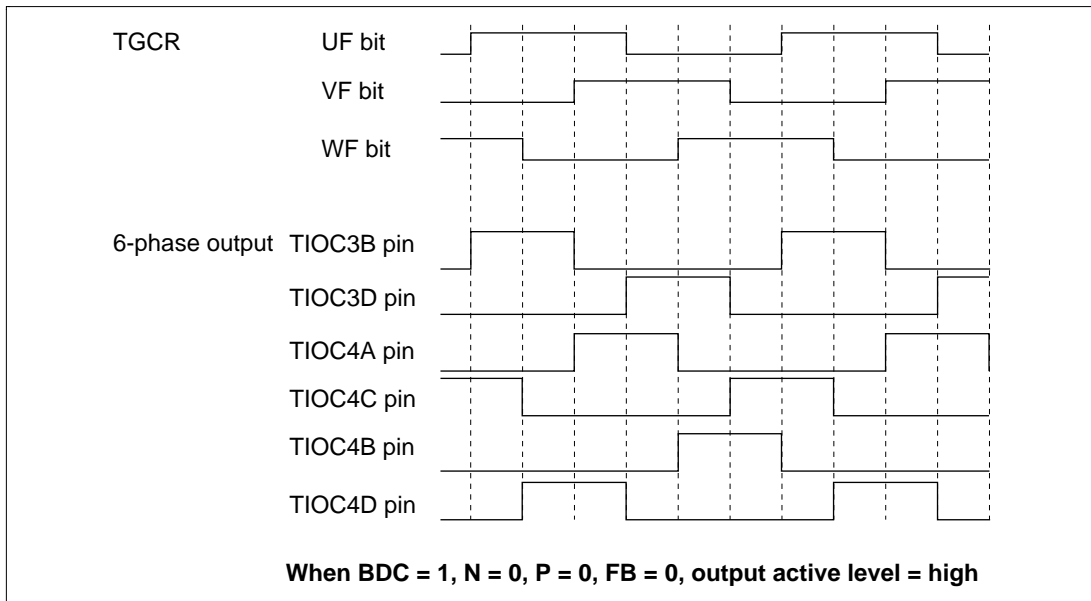 TGCR UF bit
VF bit
WF bit
6-phase output TIOC3B pin
TIOC3D pin
TIOC4A pin
TIOC4C pin
TIOC4B pin
TIOC4D pin
When BDC = 1, N = 0, P = 0, FB = 0, output active level = high